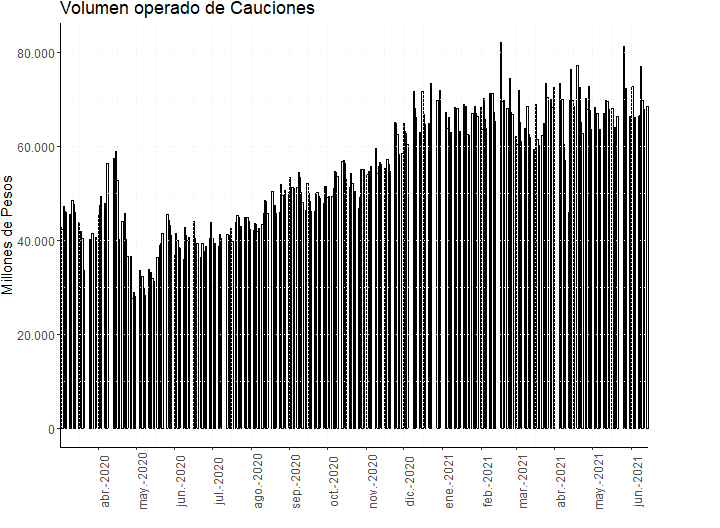 Volumen operado de Cauciones
Millones de Pesos
80.000
60.000
40.000
20.000
0
abr.-2020
may.-2020
jun.-2020
jul.-2020
ago.-2020
sep.-2020
oct.-2020
nov.-2020
dic.-2020
ene.-2021
feb.-2021
mar.-2021
abr.-2021
may.-2021
jun.-2021